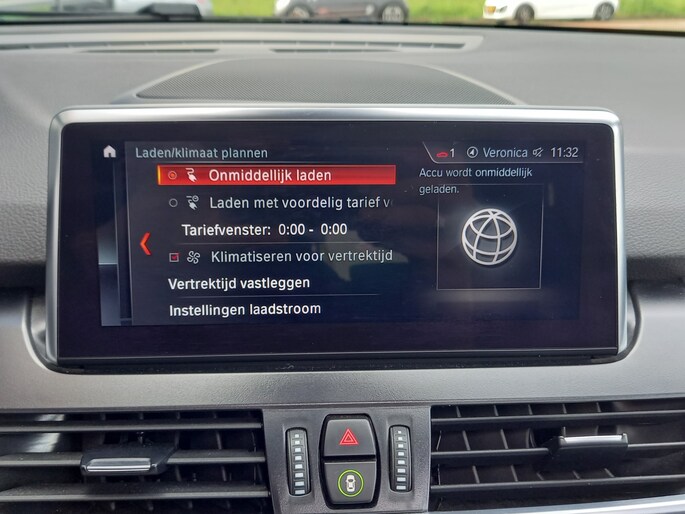 Laden/klimaat plannen
1 Veronica 11:32
Onmiddellijk laden
Laden met voordelig tarief v
Tariefvenster: 0:00 - 0:00
Klimatiseren voor vertrektijd
Vertrektijd vastleggen
Instellingen laadstroom
Accu wordt onmiddellijk
geladen.